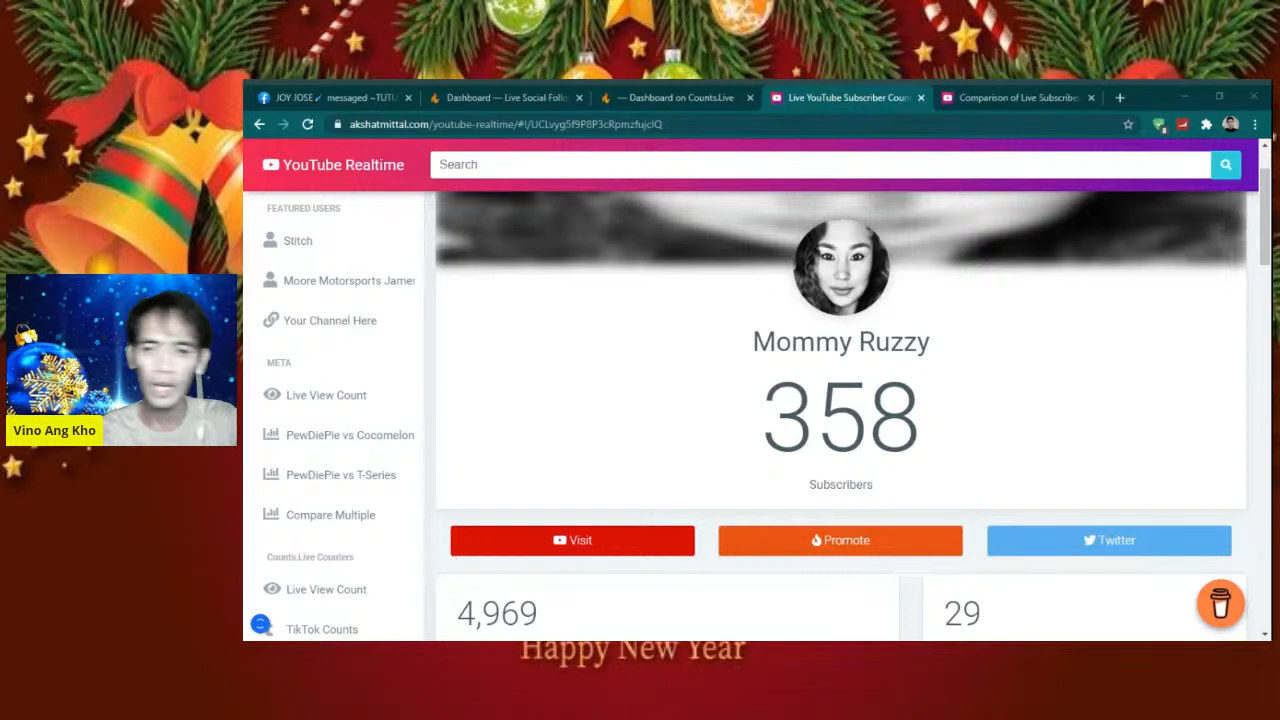 JOY JOSE✓ messaged ~TUTU
Dashboard — Live Social Follo
— Dashboard on Counts.Live
Live YouTube Subscriber Coun
Comparison of Live Subscribe
akshatmittal.com/youtube-realtime/#!/UCLvyg5f9P8P3cRpmzfujcIQ
YouTube Realtime
Search
FEATURED USERS
Stitch
Moore Motorsports James
Your Channel Here
META
Live View Count
PewDiePie vs Cocomelon
PewDiePie vs T-Series
Compare Multiple
Counts.Live Counters
Live View Count
TikTok Counts
Mommy Ruzzy
358
Subscribers
Visit
Promote
Twitter
4,969
29
Vino Ang Kho
Happy New Year